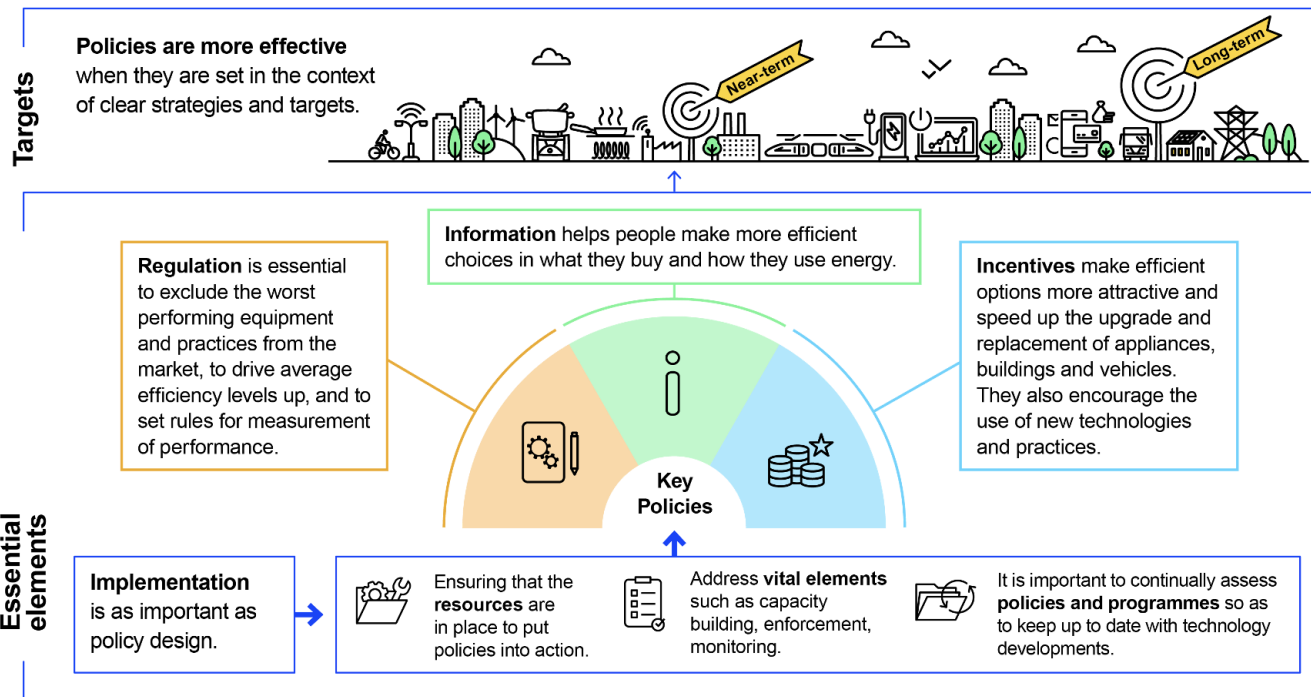 Targets
Policies are more effective
when they are set in the context
of clear strategies and targets.
Near-term
Long-term
Essential
elements
Regulation is essential
to exclude the worst
performing equipment
and practices from the
market, to drive average
efficiency levels up, and to
set rules for measurement
of performance.
Information helps people make more efficient
choices in what they buy and how they use energy.
Incentives make efficient
options more attractive and
speed up the upgrade and
replacement of appliances,
buildings and vehicles.
They also encourage the
use of new technologies
and practices.
Key
Policies
Implementation
is as important as
policy design.
Ensuring that the
resources are
in place to put
policies into action.
Address vital elements
such as capacity
building, enforcement,
monitoring.
It is important to continually assess
policies and programmes so as
to keep up to date with technology
developments.